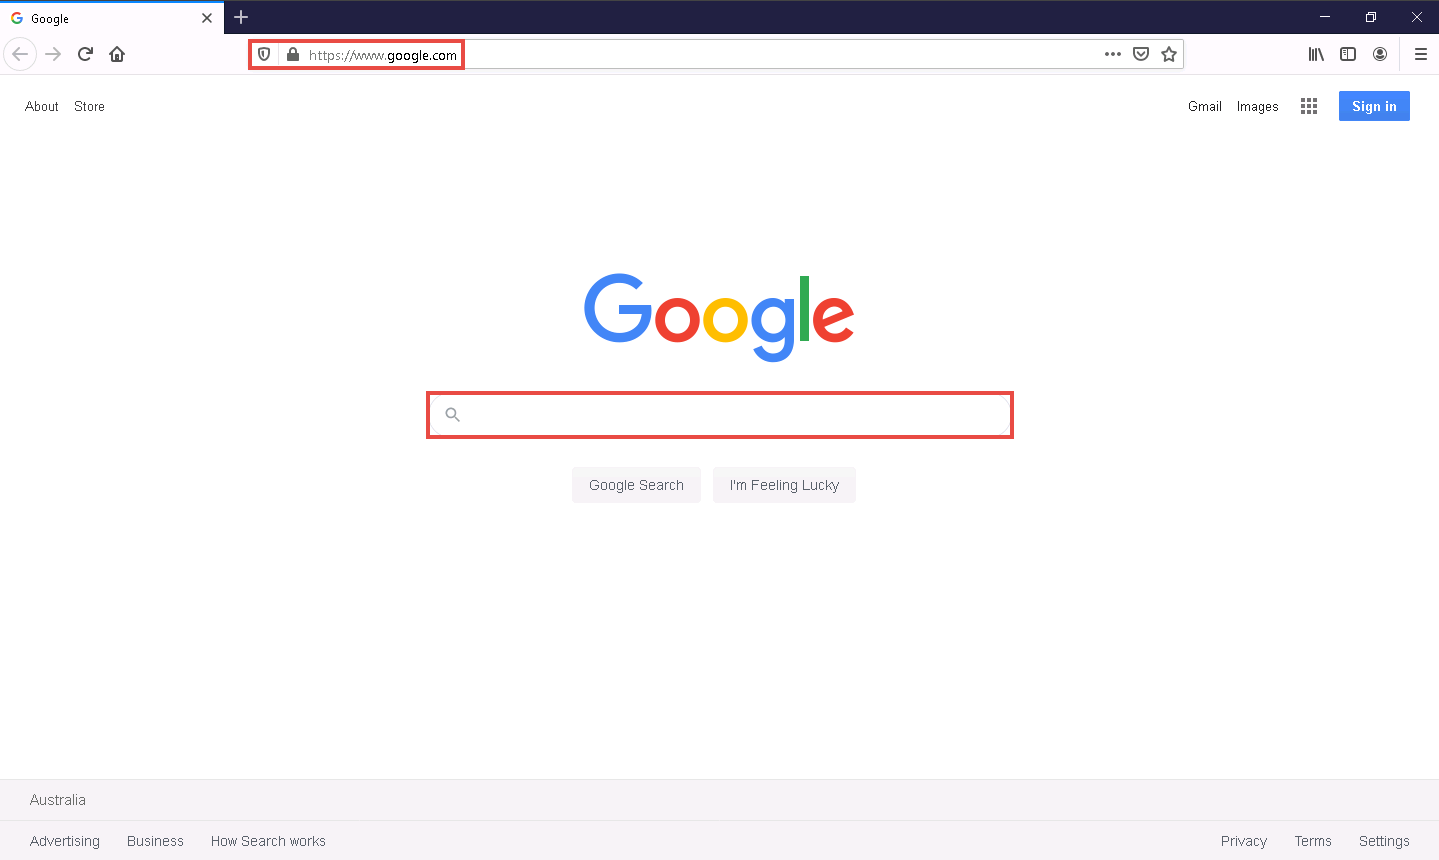 Google
https://www.google.com
About Store
Gmail Images Sign in
Google
Google Search I'm Feeling Lucky
Australia
Advertising Business How Search works
Privacy Terms Settings